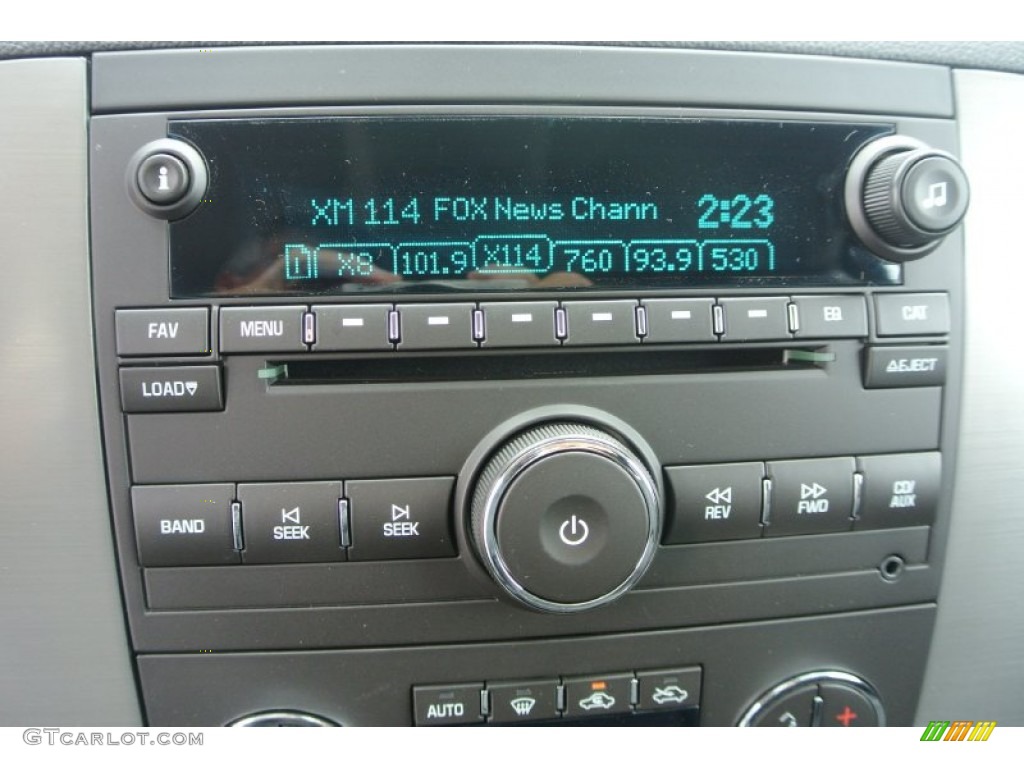 XM 114 FOX News Chann 2:23
1 X8 101.9 X114 760 93.9 530
FAV MENU EQ CAT
LOAD EJECT
BAND SEEK SEEK REV FWD CD/AUX
AUTO
GTCARLOT.COM